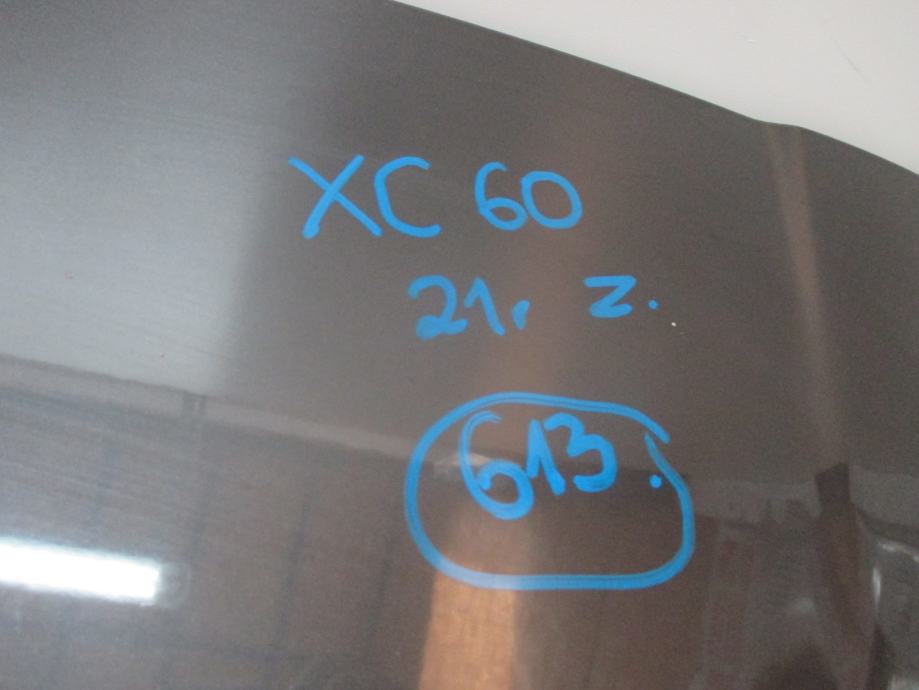 XC 60
21, z.
613.